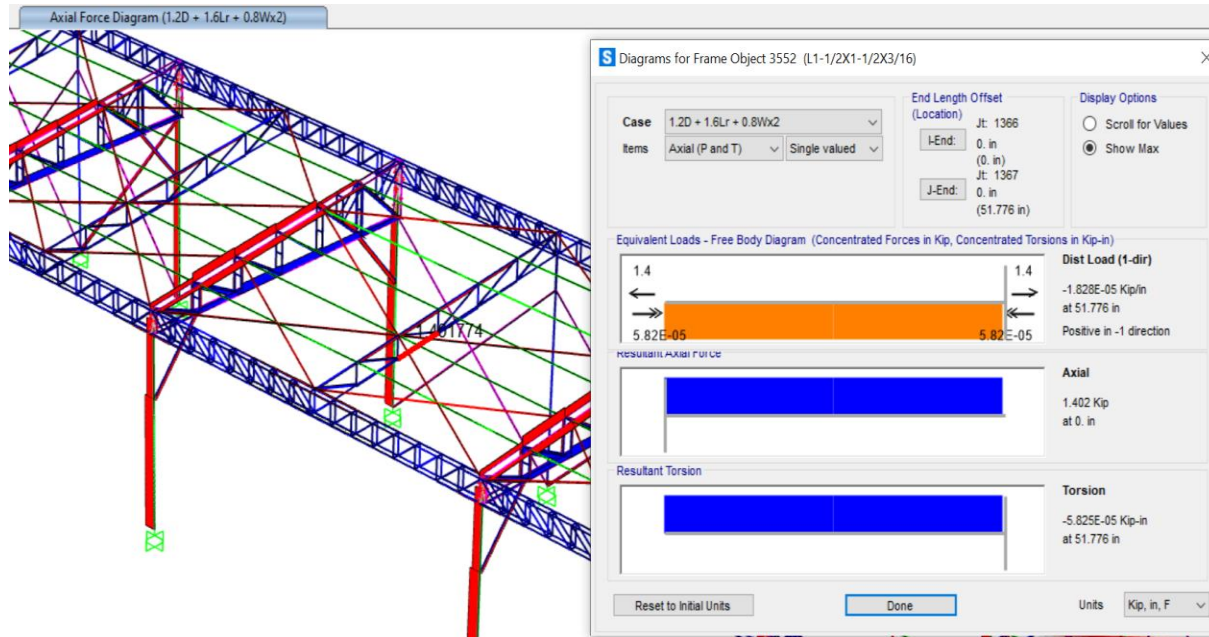 Axial Force Diagram (1.2D + 1.6Lr + 0.8Wx2)
S Diagrams for Frame Object 3552 (L1-1/2X1-1/2X3/16)
Case 1.2D + 1.6Lr + 0.8Wx2
Items Axial (P and T) Single valued
End Length Offset
(Location)
I-End: Jt: 1366
0. in
(0. in)
J-End: Jt: 1367
0. in
(51.776 in)
Display Options
Scroll for Values
Show Max
Equivalent Loads - Free Body Diagram (Concentrated Forces in Kip, Concentrated Torsions in Kip-in)
1.4 1.4
5.82E-05 5.82E-05
Dist Load (1-dir)
-1.828E-05 Kip/in
at 51.776 in
Positive in -1 direction
Resultant Axial Force
Axial
1.402 Kip
at 0. in
Resultant Torsion
Torsion
-5.825E-05 Kip-in
at 51.776 in
Reset to Initial Units Done Units Kip, in, F